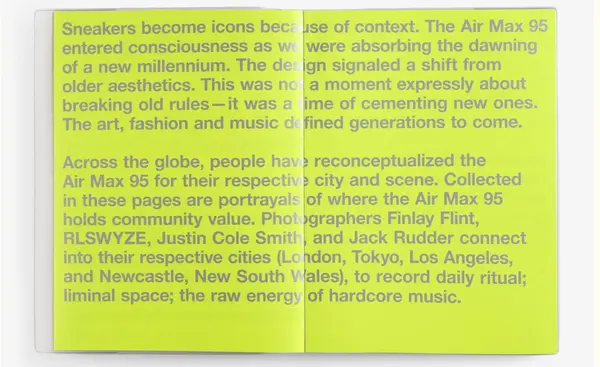 Sneakers become icons because of context. The Air Max 95
entered consciousness as we were absorbing the dawning
of a new millennium. The design signaled a shift from
older aesthetics. This was not a moment expressly about
breaking old rules—it was a time of cementing new ones.
The art, fashion and music defined generations to come.
Across the globe, people have reconceptualized the
Air Max 95 for their respective city and scene. Collected
in these pages are portrayals of where the Air Max 95
holds community value. Photographers Finlay Flint,
RLSWYZE, Justin Cole Smith, and Jack Rudder connect
into their respective cities (London, Tokyo, Los Angeles,
and Newcastle, New South Wales), to record daily ritual;
liminal space; the raw energy of hardcore music.